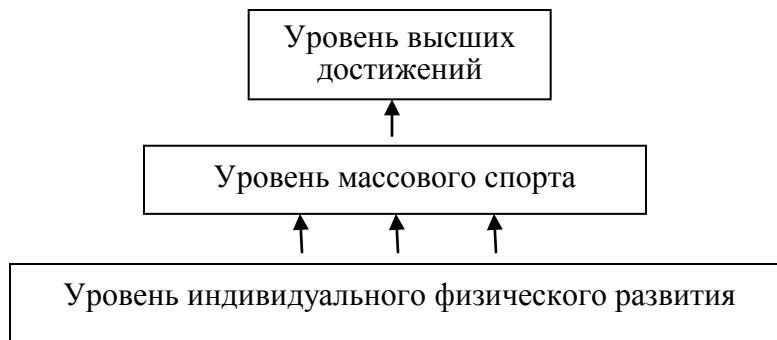 Уровень высших
достижений
Уровень массового спорта
Уровень индивидуального физического развития